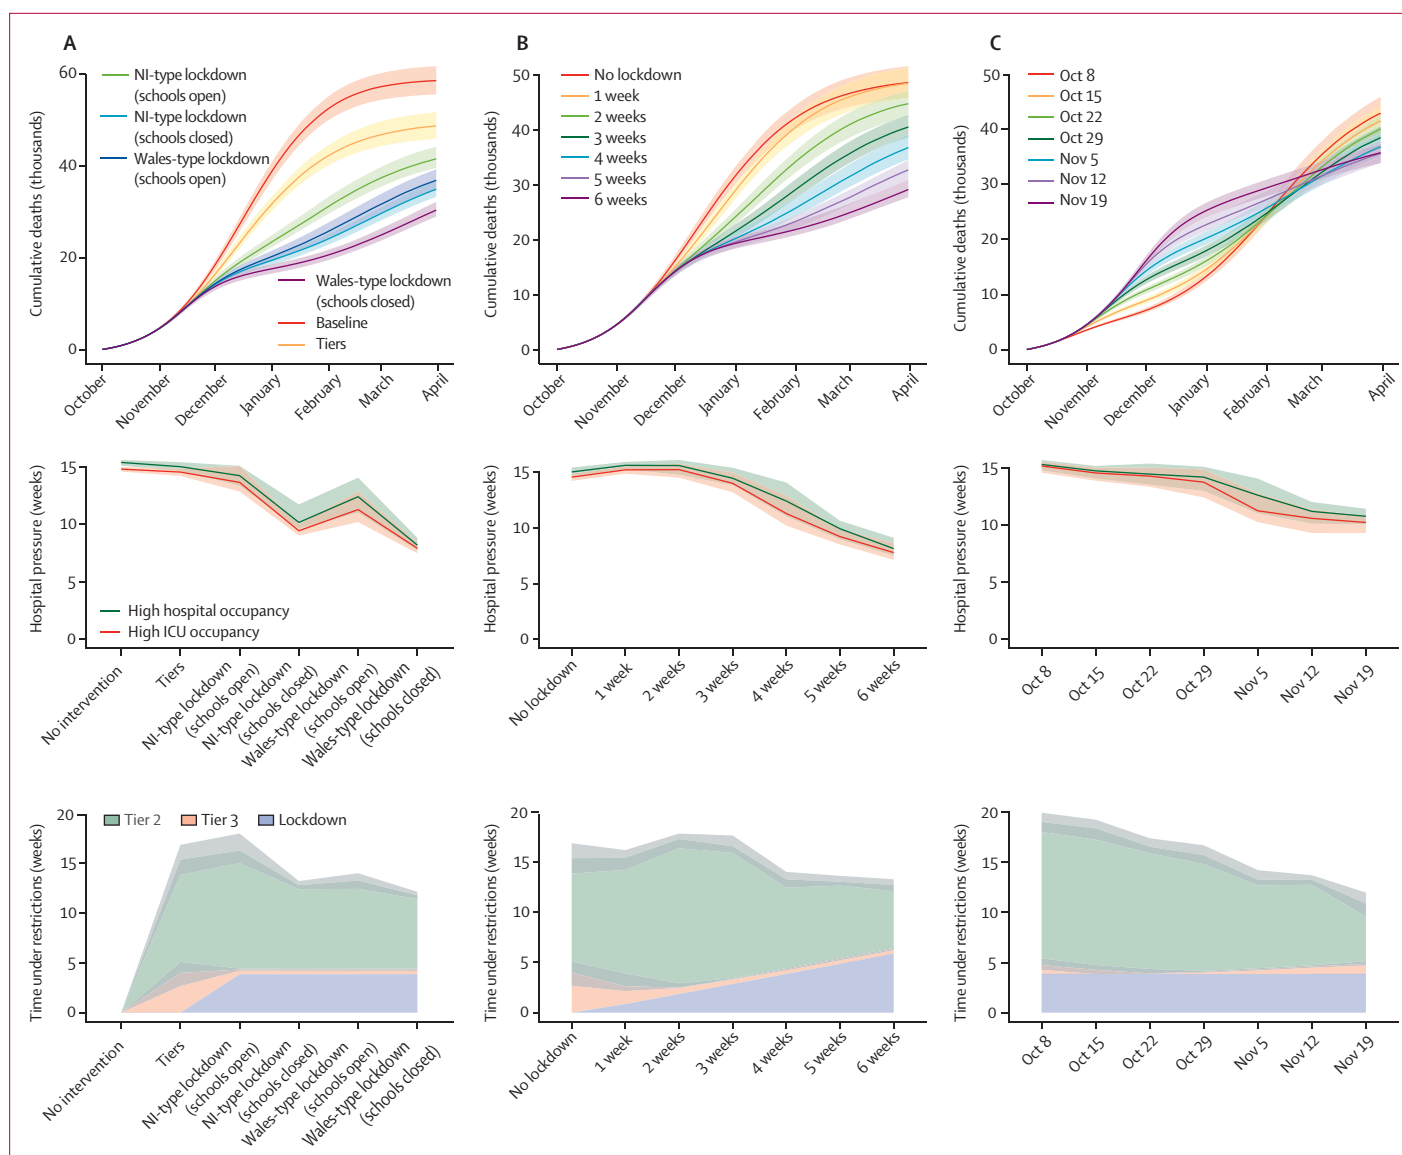 A
Cumulative deaths (thousands)
60
40
20
0
NI-type lockdown
(schools open)
NI-type lockdown
(schools closed)
Wales-type lockdown
(schools open)
Wales-type lockdown
(schools closed)
Baseline
Tiers
October
November
December
January
February
March
April
B
Cumulative deaths (thousands)
50
40
30
20
10
0
No lockdown
1 week
2 weeks
3 weeks
4 weeks
5 weeks
6 weeks
October
November
December
January
February
March
April
C
Cumulative deaths (thousands)
50
40
30
20
10
0
Oct 8
Oct 15
Oct 22
Oct 29
Nov 5
Nov 12
Nov 19
October
November
December
January
February
March
April
Hospital pressure (weeks)
15
10
5
0
High hospital occupancy
High ICU occupancy
No intervention
Tiers
NI-type lockdown
(schools open)
NI-type lockdown
(schools closed)
Wales-type lockdown
(schools open)
Wales-type lockdown
(schools closed)
Hospital pressure (weeks)
15
10
5
0
No lockdown
1 week
2 weeks
3 weeks
4 weeks
5 weeks
6 weeks
Hospital pressure (weeks)
15
10
5
0
Oct 8
Oct 15
Oct 22
Oct 29
Nov 5
Nov 12
Nov 19
Time under restrictions (weeks)
20
15
10
5
0
Tier 2
Tier 3
Lockdown
No intervention
Tiers
NI-type lockdown
(schools open)
NI-type lockdown
(schools closed)
Wales-type lockdown
(schools open)
Wales-type lockdown
(schools closed)
Time under restrictions (weeks)
20
15
10
5
0
No lockdown
1 week
2 weeks
3 weeks
4 weeks
5 weeks
6 weeks
Time under restrictions (weeks)
20
15
10
5
0
Oct 8
Oct 15
Oct 22
Oct 29
Nov 5
Nov 12
Nov 19